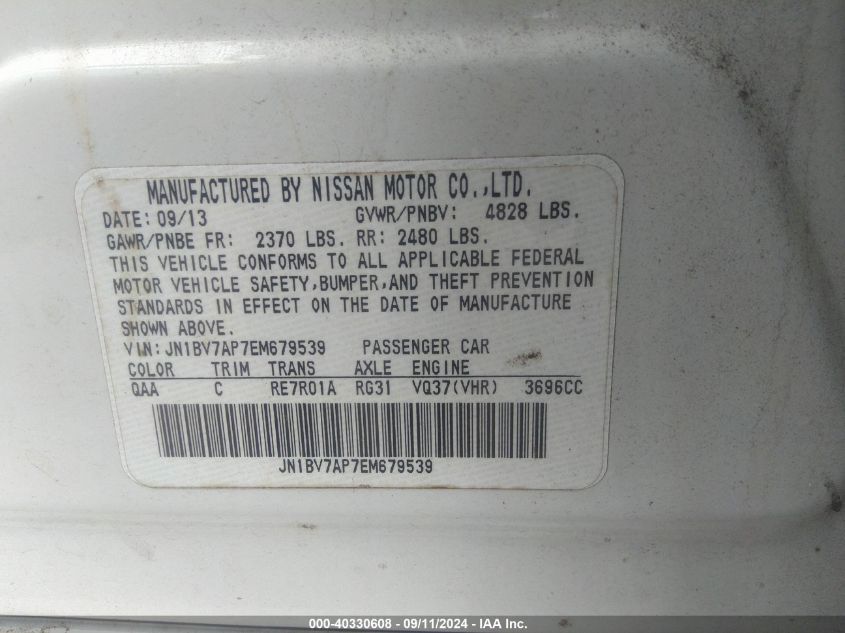 MANUFACTURED BY NISSAN MOTOR CO.,LTD.
DATE: 09/13 GVWR/PNBV: 4828 LBS.
GAWR/PNBE FR: 2370 LBS. RR: 2480 LBS.
THIS VEHICLE CONFORMS TO ALL APPLICABLE FEDERAL
MOTOR VEHICLE SAFETY,BUMPER,AND THEFT PREVENTION
STANDARDS IN EFFECT ON THE DATE OF MANUFACTURE
SHOWN ABOVE.
VIN: JN1BV7AP7EM679539 PASSENGER CAR
COLOR TRIM TRANS AXLE ENGINE
QAA C RE7R01A RG31 VQ37(VHR) 3696CC
JN1BV7AP7EM679539
000-40330608 - 09/11/2024 - IAA Inc.